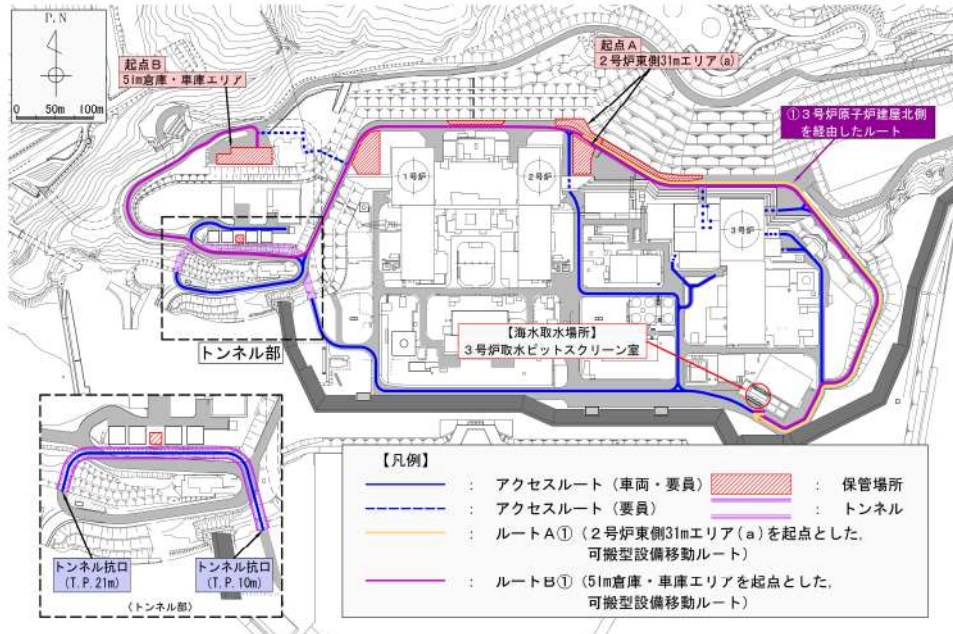 P.N
0 50m 100m
起点B
51m倉庫・車庫エリア
起点A
2号炉東側31mエリア(a)
①3号炉原子炉建屋北側
を経由したルート
1号炉
2号炉
3号炉
トンネル部
【海水取水場所】
3号炉取水ピットスクリーン室
トンネル坑口
(T.P.21m)
トンネル坑口
(T.P.10m)
(トンネル部)
【凡例】
: アクセスルート(車両・要員)
: 保管場所
: アクセスルート(要員)
: トンネル
: ルートA①(2号炉東側31mエリア(a)を起点とした,
可搬型設備移動ルート)
: ルートB①(51m倉庫・車庫エリアを起点とした,
可搬型設備移動ルート)